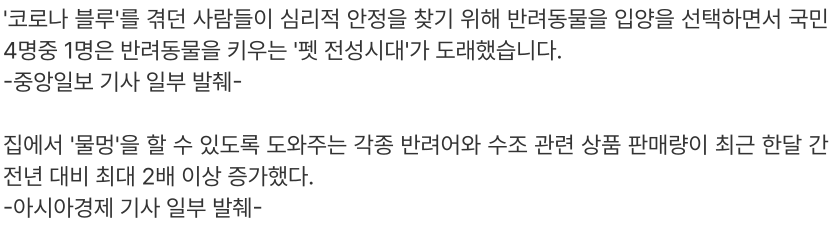 '코로나 블루'를 겪던 사람들이 심리적 안정을 찾기 위해 반려동물을 입양을 선택하면서 국민
4명중 1명은 반려동물을 키우는 '펫 전성시대'가 도래했습니다.
-중앙일보 기사 일부 발췌-
집에서 '물멍'을 할 수 있도록 도와주는 각종 반려어와 수조 관련 상품 판매량이 최근 한달 간
전년 대비 최대 2배 이상 증가했다.
-아시아경제 기사 일부 발췌-